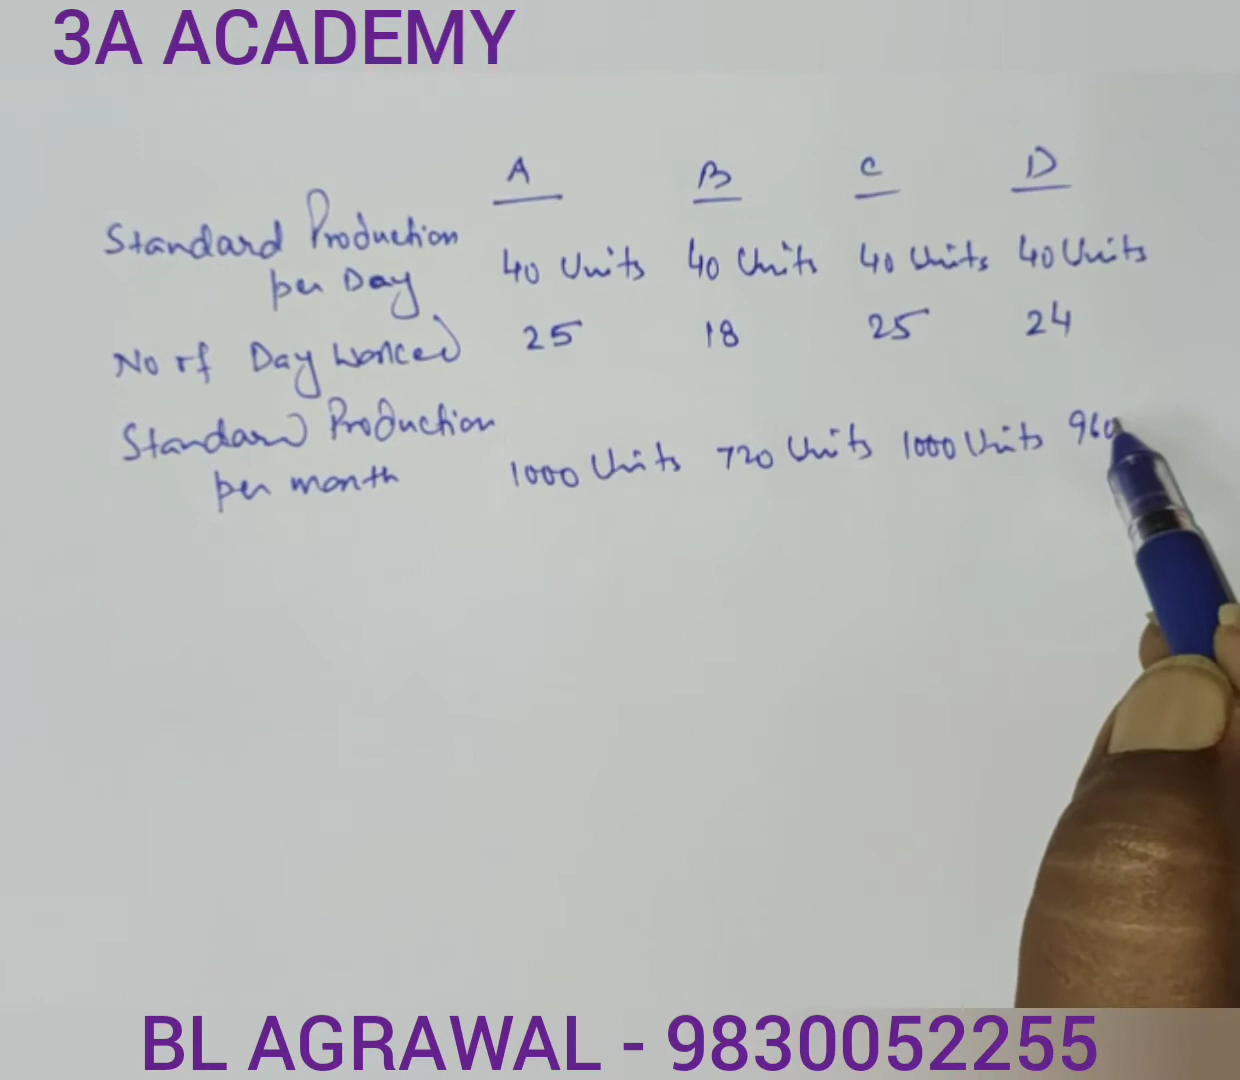 3A ACADEMY
A B C D
Standard Production
per Day 40 Units 40 Units 40 Units 40 Units
No of Day Worked 25 18 25 24
Standard Production
per month 1000 Units 720 Units 1000 Units 960
BL AGRAWAL - 9830052255